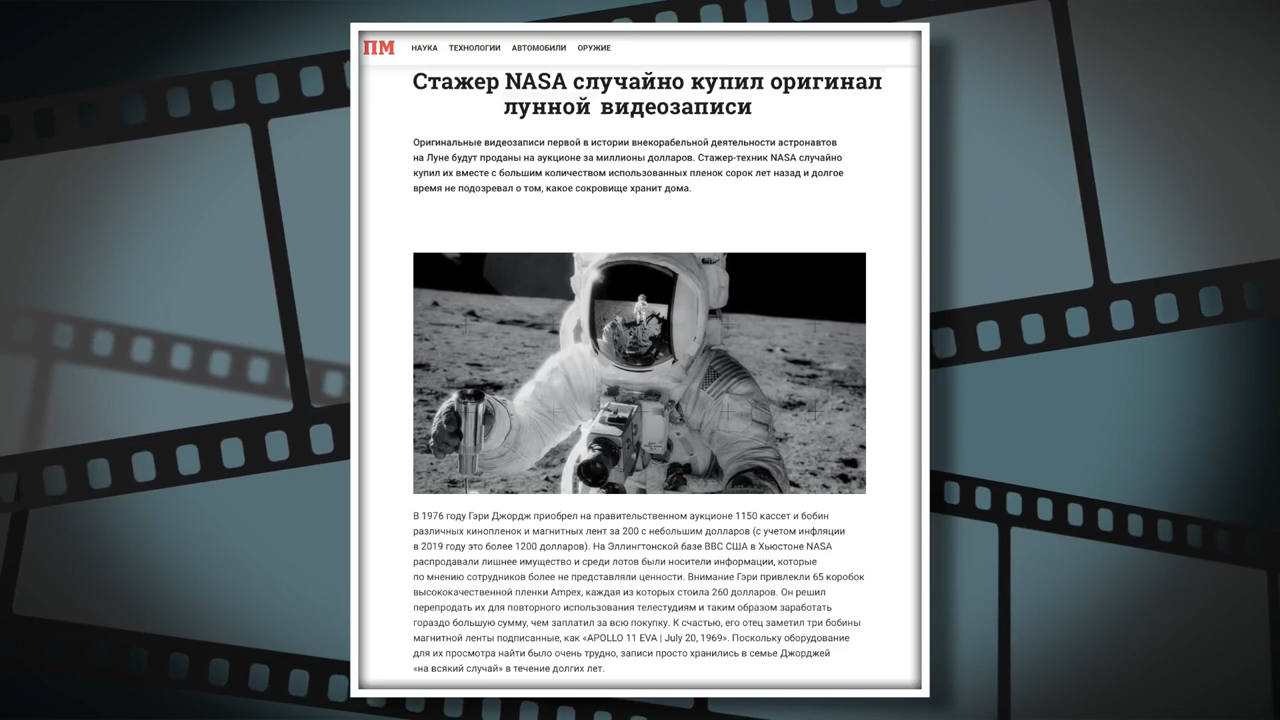 ПМ НАУКА ТЕХНОЛОГИИ АВТОМОБИЛИ ОРУЖИЕ
Стажер NASA случайно купил оригинал
лунной видеозаписи
Оригинальные видеозаписи первой в истории внекорабельной деятельности астронавтов
на Луне будут проданы на аукционе за миллионы долларов. Стажер-техник NASA случайно
купил их вместе с большим количеством использованных пленок сорок лет назад и долгое
время не подозревал о том, какое сокровище хранит дома.
В 1976 году Гэри Джордж приобрел на правительственном аукционе 1150 кассет и бобин
различных кинопленок и магнитных лент за 200 с небольшим долларов (с учетом инфляции
в 2019 году это более 1200 долларов). На Эллингтонской базе ВВС США в Хьюстоне NASA
распродавали лишнее имущество и среди лотов были носители информации, которые
по мнению сотрудников более не представляли ценности. Внимание Гэри привлекли 65 коробок
высококачественной пленки Ampex, каждая из которых стоила 260 долларов. Он решил
перепродать их для повторного использования телестудиям и таким образом заработать
гораздо большую сумму, чем заплатил за всю покупку. К счастью, его отец заметил три бобины
магнитной ленты подписанные, как «APOLLO 11 EVA | July 20, 1969». Поскольку оборудование
для их просмотра найти было очень трудно, записи просто хранились в семье Джорджей
«на всякий случай» в течение долгих лет.